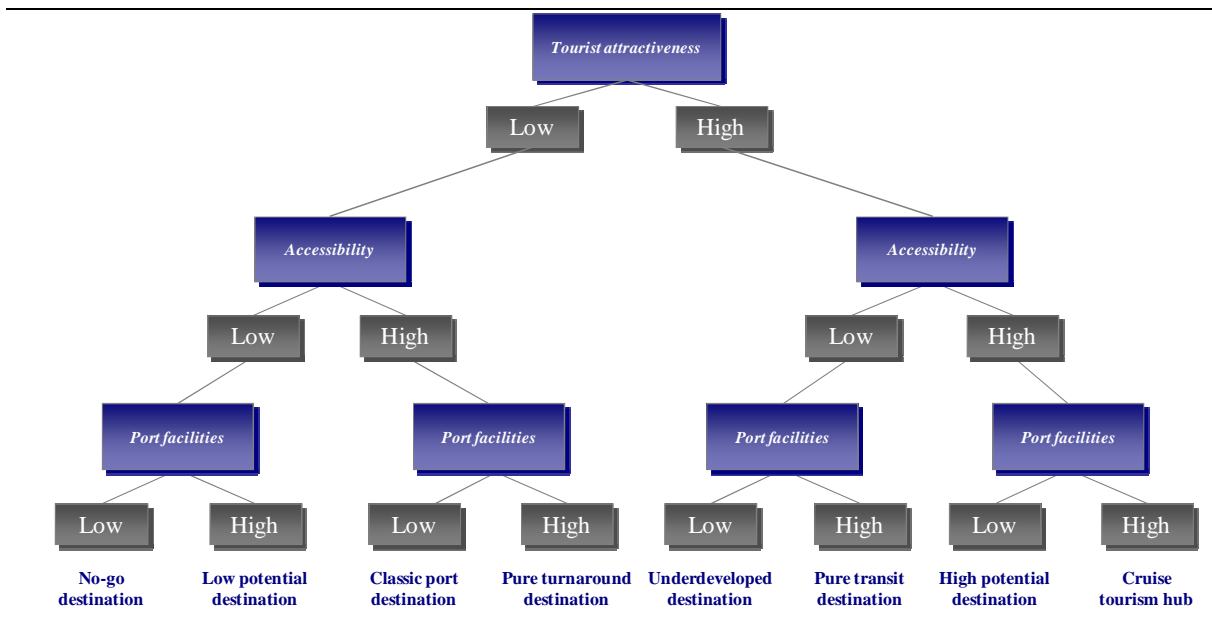 Tourist attractiveness
Low
High
Accessibility
Accessibility
Low
High
Low
High
Port facilities
Port facilities
Port facilities
Port facilities
Low
High
Low
High
Low
High
Low
High
No-go
destination
Low potential
destination
Classic port
destination
Pure turnaround
destination
Underdeveloped
destination
Pure transit
destination
High potential
destination
Cruise
tourism hub